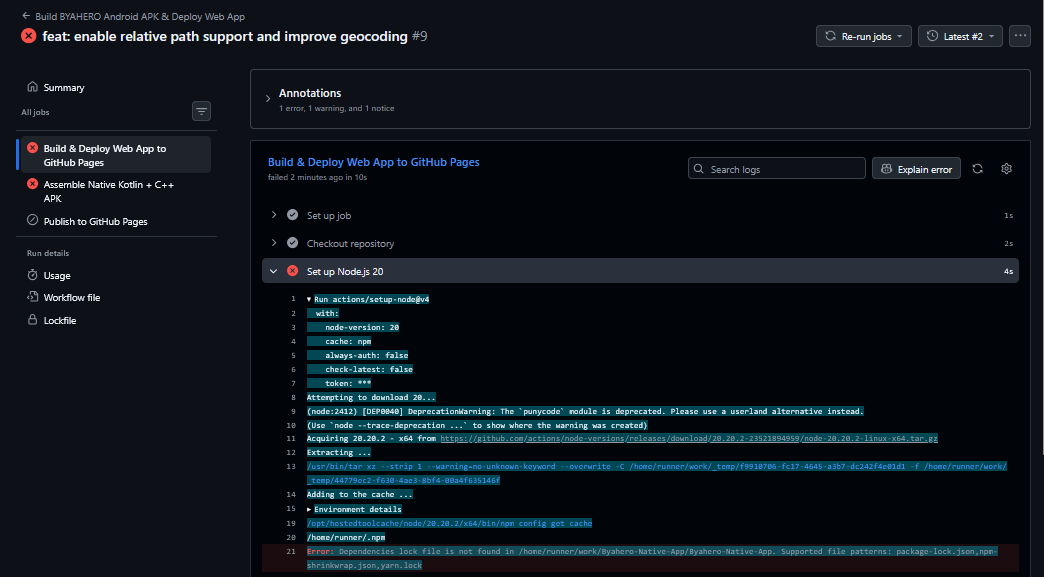 ← Build BYAHERO Android APK & Deploy Web App
feat: enable relative path support and improve geocoding #9
Re-run jobs
Latest #2
...
Summary
All jobs
Build & Deploy Web App to
GitHub Pages
Assemble Native Kotlin + C++
APK
Publish to GitHub Pages
Run details
Usage
Workflow file
Lockfile
Annotations
1 error, 1 warning, and 1 notice
Build & Deploy Web App to GitHub Pages
failed 2 minutes ago in 10s
Search logs
Explain error
Set up job 1s
Checkout repository 2s
Set up Node.js 20 4s
1 ▼ Run actions/setup-node@v4
2 with:
3 node-version: 20
4 cache: npm
5 always-auth: false
6 check-latest: false
7 token: ***
8 Attempting to download 20...
9 (node:2412) [DEP0040] DeprecationWarning: The `punycode` module is deprecated. Please use a userland alternative instead.
10 (Use `node --trace-deprecation ...` to show where the warning was created)
11 Acquiring 20.20.2 - x64 from https://github.com/actions/node-versions/releases/download/20.20.2-23521894959/node-20.20.2-linux-x64.tar.gz
12 Extracting ...
13 /usr/bin/tar xz --strip 1 --warning=no-unknown-keyword --overwrite -C /home/runner/work/_temp/f9910706-fc17-4645-a3b7-dc242f4e01d1 -f /home/runner/work/
_temp/44779ec2-f630-4ae3-8bf4-00a4f635146f
14 Adding to the cache ...
15 ▶ Environment details
19 /opt/hostedtoolcache/node/20.20.2/x64/bin/npm config get cache
20 /home/runner/.npm
21 Error: Dependencies lock file is not found in /home/runner/work/Byahero-Native-App/Byahero-Native-App. Supported file patterns: package-lock.json,npm-
shrinkwrap.json,yarn.lock